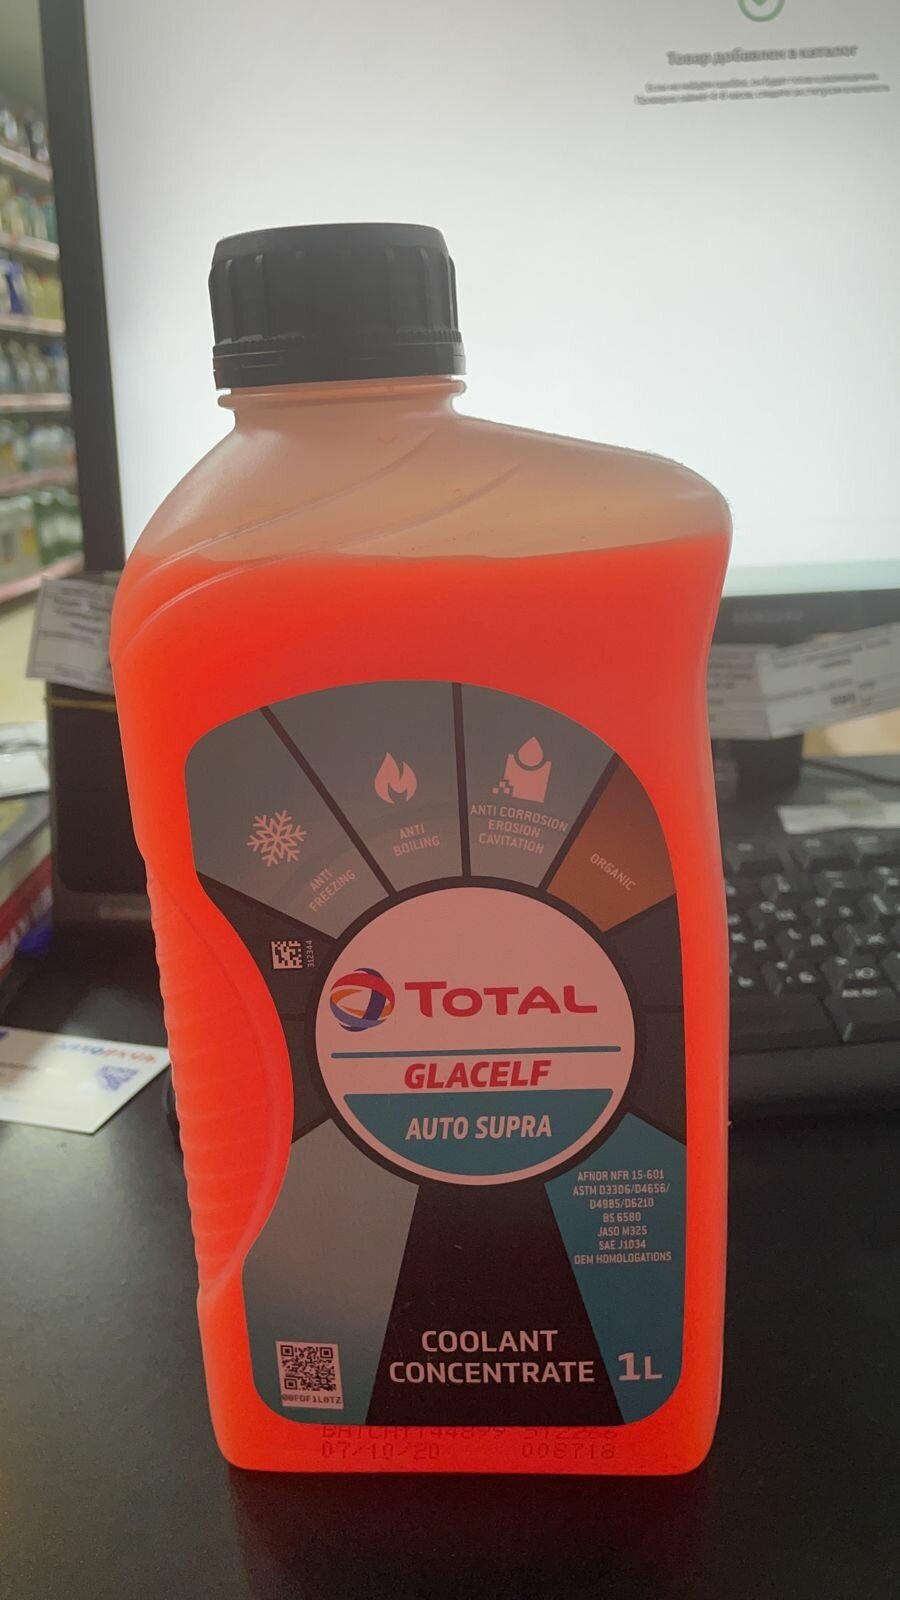 Товар добавлен в каталог
ANTI
FREEZING
ANTI
BOILING
ANTI CORROSION
EROSION
CAVITATION
ORGANIC
312344
TOTAL
GLACELF
AUTO SUPRA
AFNOR NFR 15-601
ASTM D3306/D4656/
D4985/D6210
BS 6580
JASO M325
SAE J1034
OEM HOMOLOGATIONS
COOLANT
CONCENTRATE
1L
07/10/20 008718